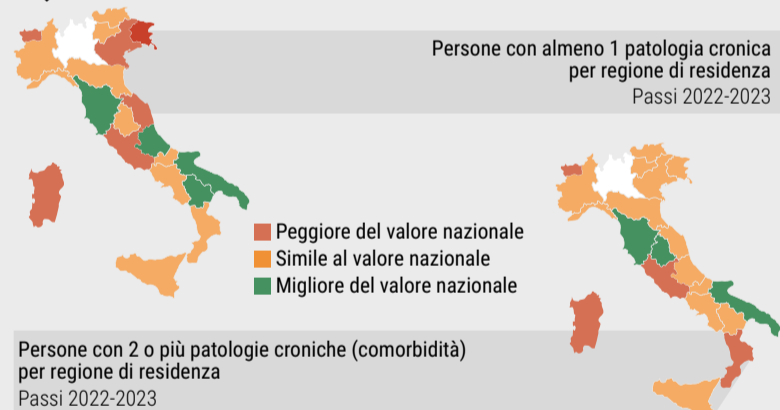 Persone con almeno 1 patologia cronica
per regione di residenza
Passi 2022-2023
Peggiore del valore nazionale
Simile al valore nazionale
Migliore del valore nazionale
Persone con 2 o più patologie croniche (comorbidità)
per regione di residenza
Passi 2022-2023